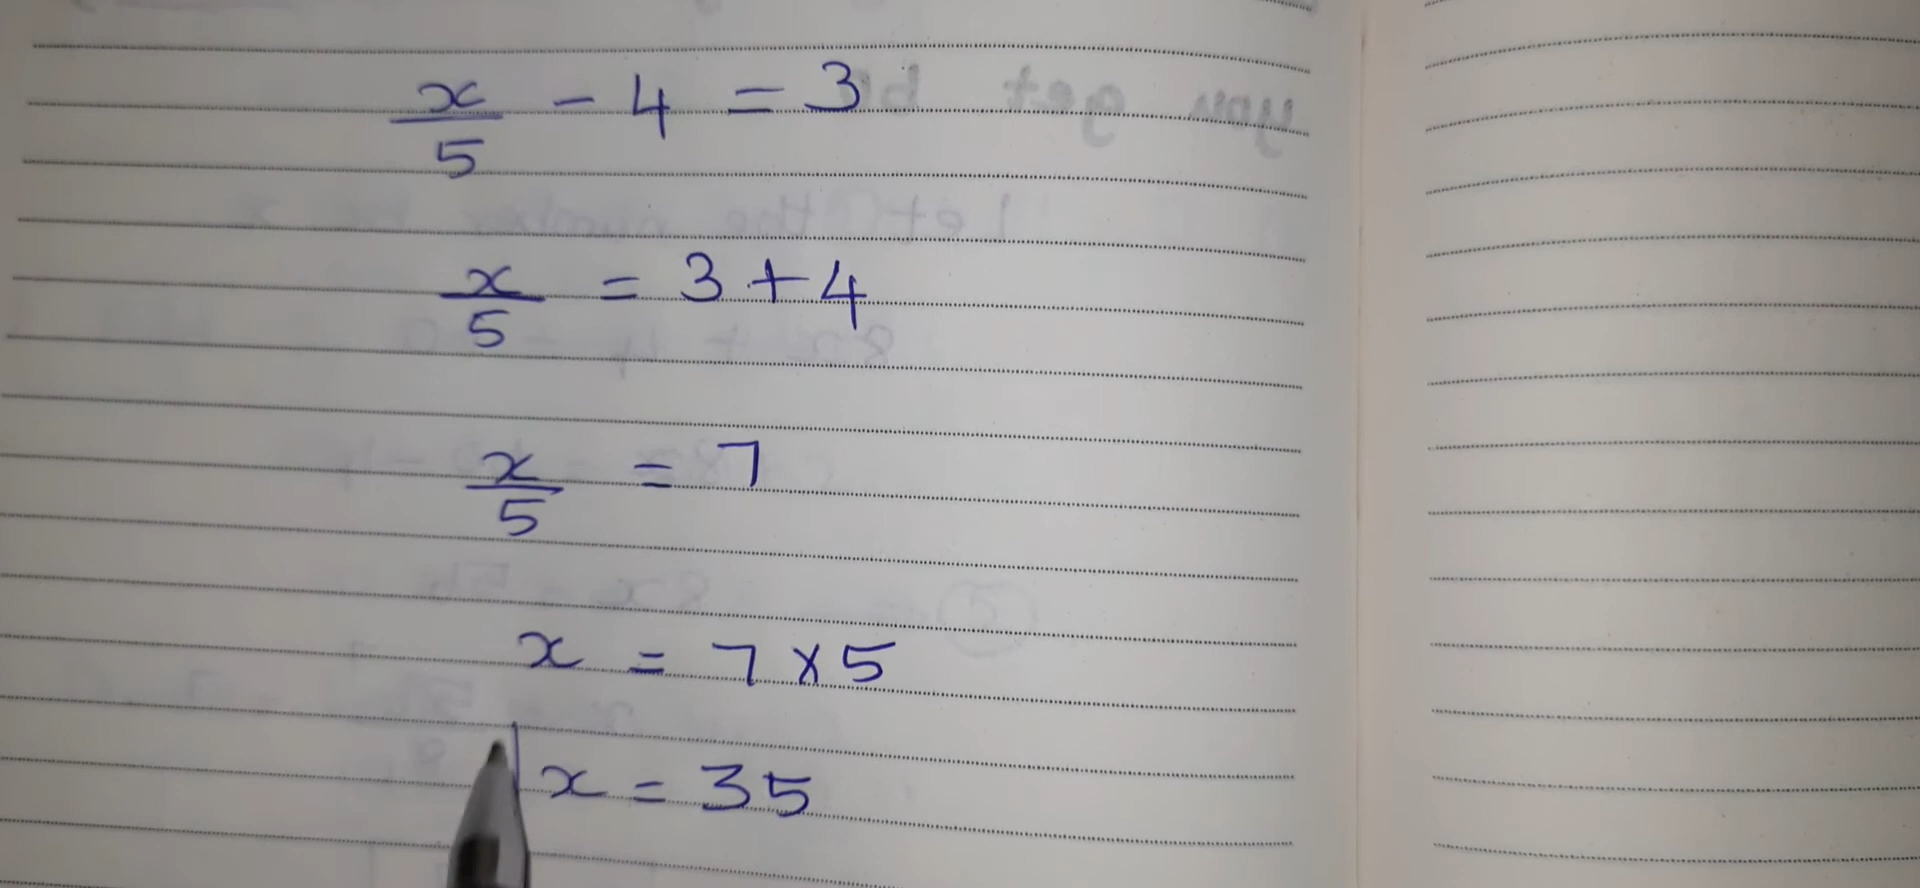 x/5 - 4 = 3
x/5 = 3 + 4
x/5 = 7
x = 7 x 5
x = 35